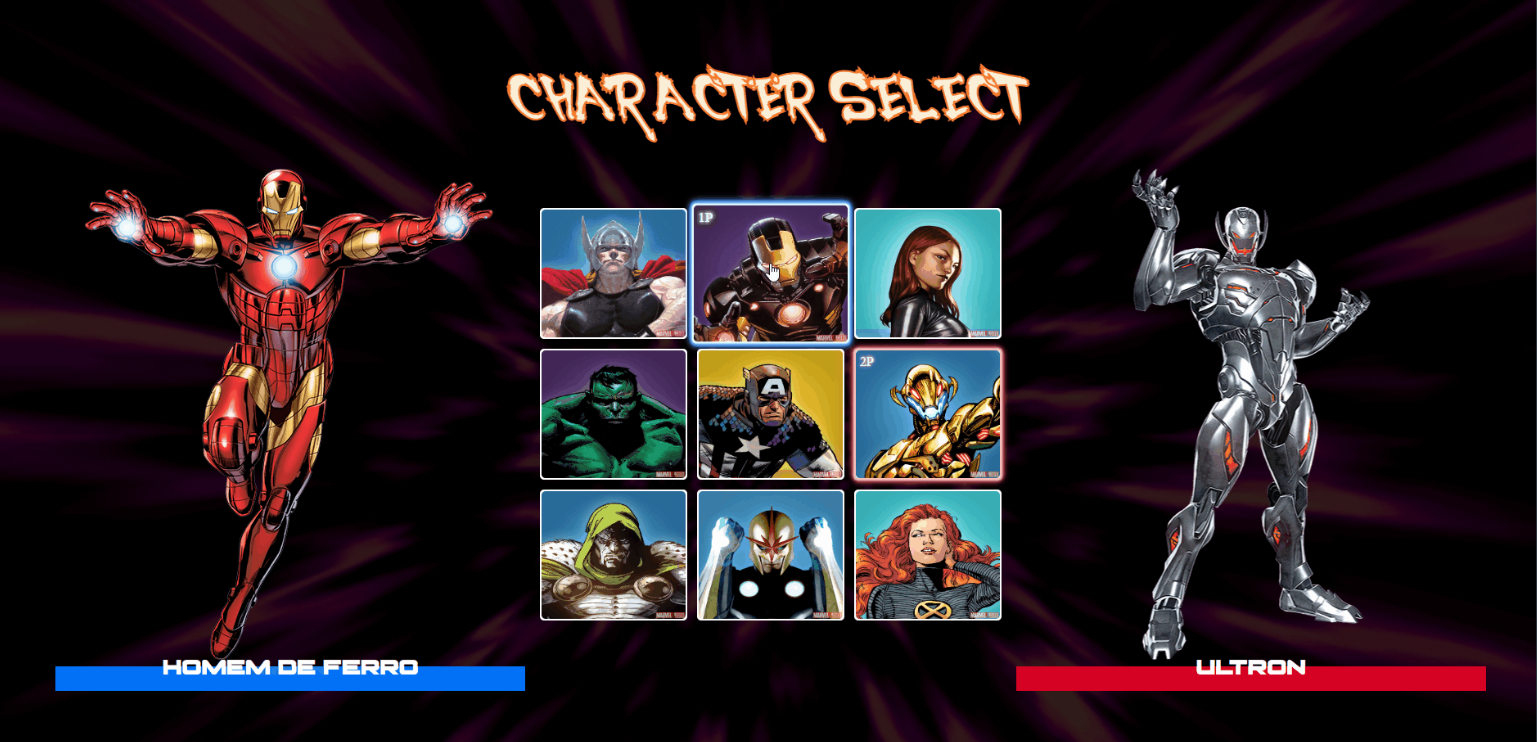 CHARACTER SELECT
1P
2P
HOMEM DE FERRO
ULTRON